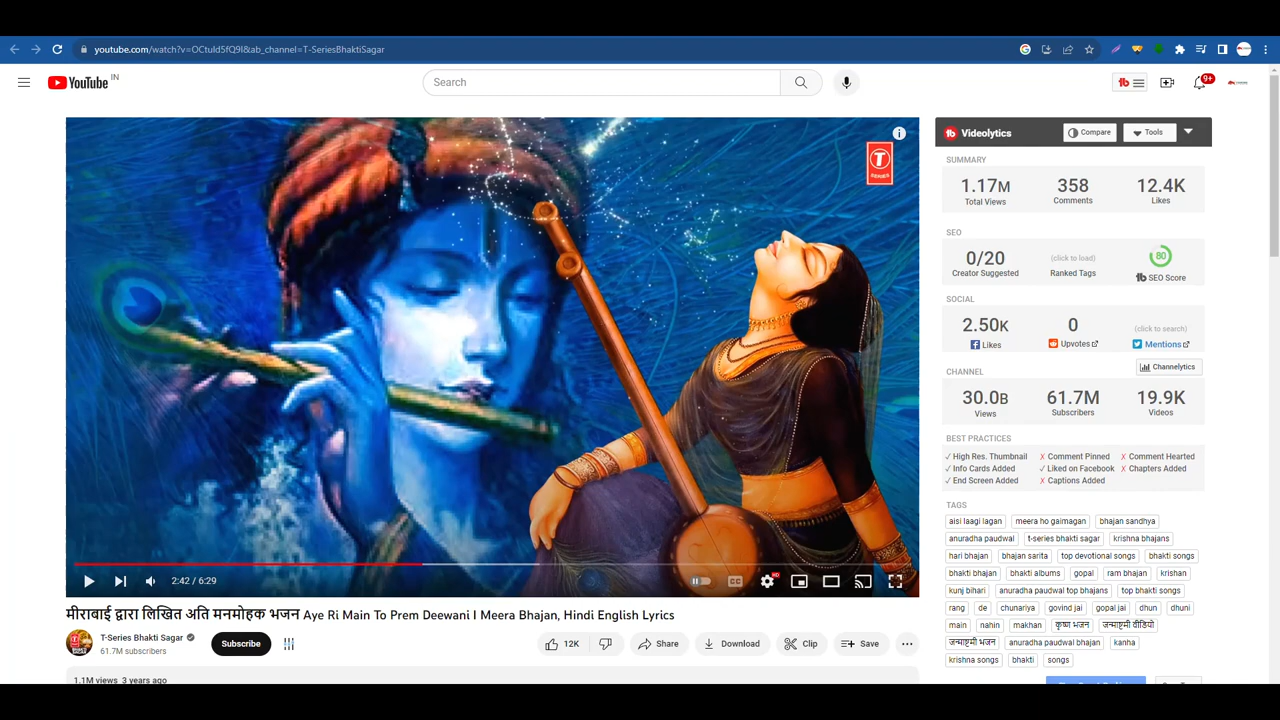 youtube.com/watch?v=OCtuld5fQ9I&ab_channel=T-SeriesBhaktiSagar
YouTube IN
Search
9+
T
SERIES
Videolytics Compare Tools
SUMMARY
1.17M 358 12.4K
Total Views Comments Likes
SEO
0/20 (click to load) 80
Creator Suggested Ranked Tags SEO Score
SOCIAL
2.50K 0 (click to search)
Likes Upvotes Mentions
Channelytics
CHANNEL
30.0B 61.7M 19.9K
Views Subscribers Videos
BEST PRACTICES
✓ High Res. Thumbnail ✗ Comment Pinned ✗ Comment Hearted
✓ Info Cards Added ✓ Liked on Facebook ✗ Chapters Added
✓ End Screen Added ✗ Captions Added
TAGS
aisi laagi lagan meera ho gaimagan bhajan sandhya
anuradha paudwal t-series bhakti sagar krishna bhajans
hari bhajan bhajan sarita top devotional songs bhakti songs
bhakti bhajan bhakti albums gopal ram bhajan krishan
kunj bihari anuradha paudwal top bhajans top bhakti songs
rang de chunariya govind jai gopal jai dhun dhuni
main nahin makhan कृष्ण भजन जन्माष्टमी वीडियो
जन्माष्टमी भजन anuradha paudwal bhajan kanha
krishna songs bhakti songs
2:42 / 6:29
HD
मीराबाई द्वारा लिखित अति मनमोहक भजन Aye Ri Main To Prem Deewani I Meera Bhajan, Hindi English Lyrics
T-Series Bhakti Sagar
61.7M subscribers
Subscribe
12K Share Download Clip Save
1.1M views 3 years ago